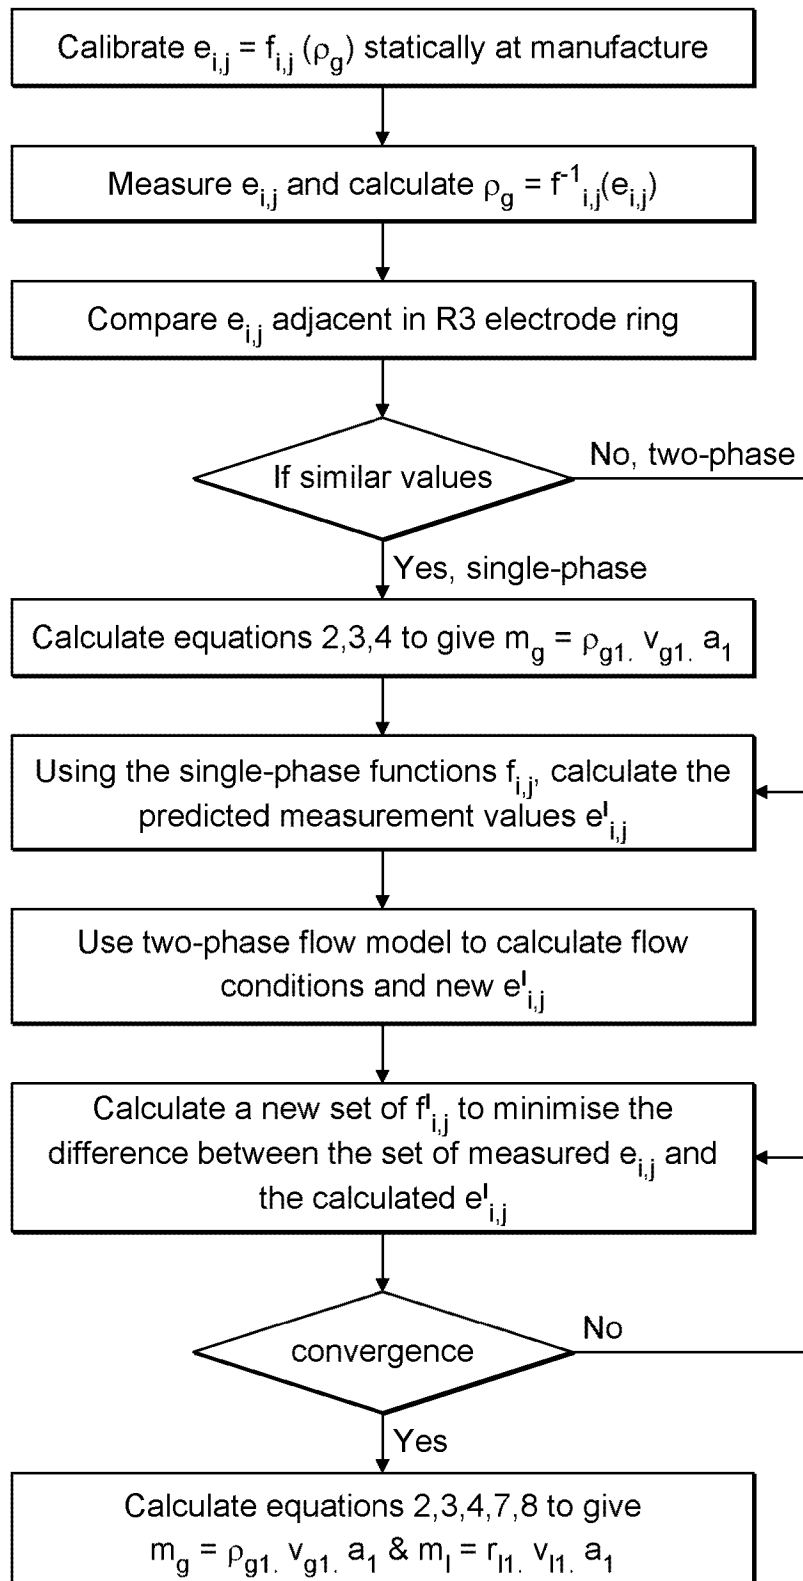 Calibrate e_{i,j} = f_{i,j} (ρ_g) statically at manufacture
Measure e_{i,j} and calculate ρ_g = f^{-1}_{i,j}(e_{i,j})
Compare e_{i,j} adjacent in R3 electrode ring
If similar values
No, two-phase
Yes, single-phase
Calculate equations 2,3,4 to give m_g = ρ_{g1.} v_{g1.} a_1
Using the single-phase functions f_{i,j}, calculate the
predicted measurement values e^I_{i,j}
Use two-phase flow model to calculate flow
conditions and new e^I_{i,j}
Calculate a new set of f^I_{i,j} to minimise the
difference between the set of measured e_{i,j} and
the calculated e^I_{i,j}
convergence
No
Yes
Calculate equations 2,3,4,7,8 to give
m_g = ρ_{g1.} v_{g1.} a_1 & m_l = r_{l1.} v_{l1.} a_1